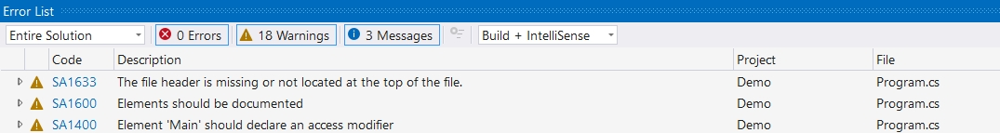 Error List
Entire Solution 0 Errors 18 Warnings 3 Messages Build + IntelliSense
Code Description Project File
SA1633 The file header is missing or not located at the top of the file. Demo Program.cs
SA1600 Elements should be documented Demo Program.cs
SA1400 Element 'Main' should declare an access modifier Demo Program.cs